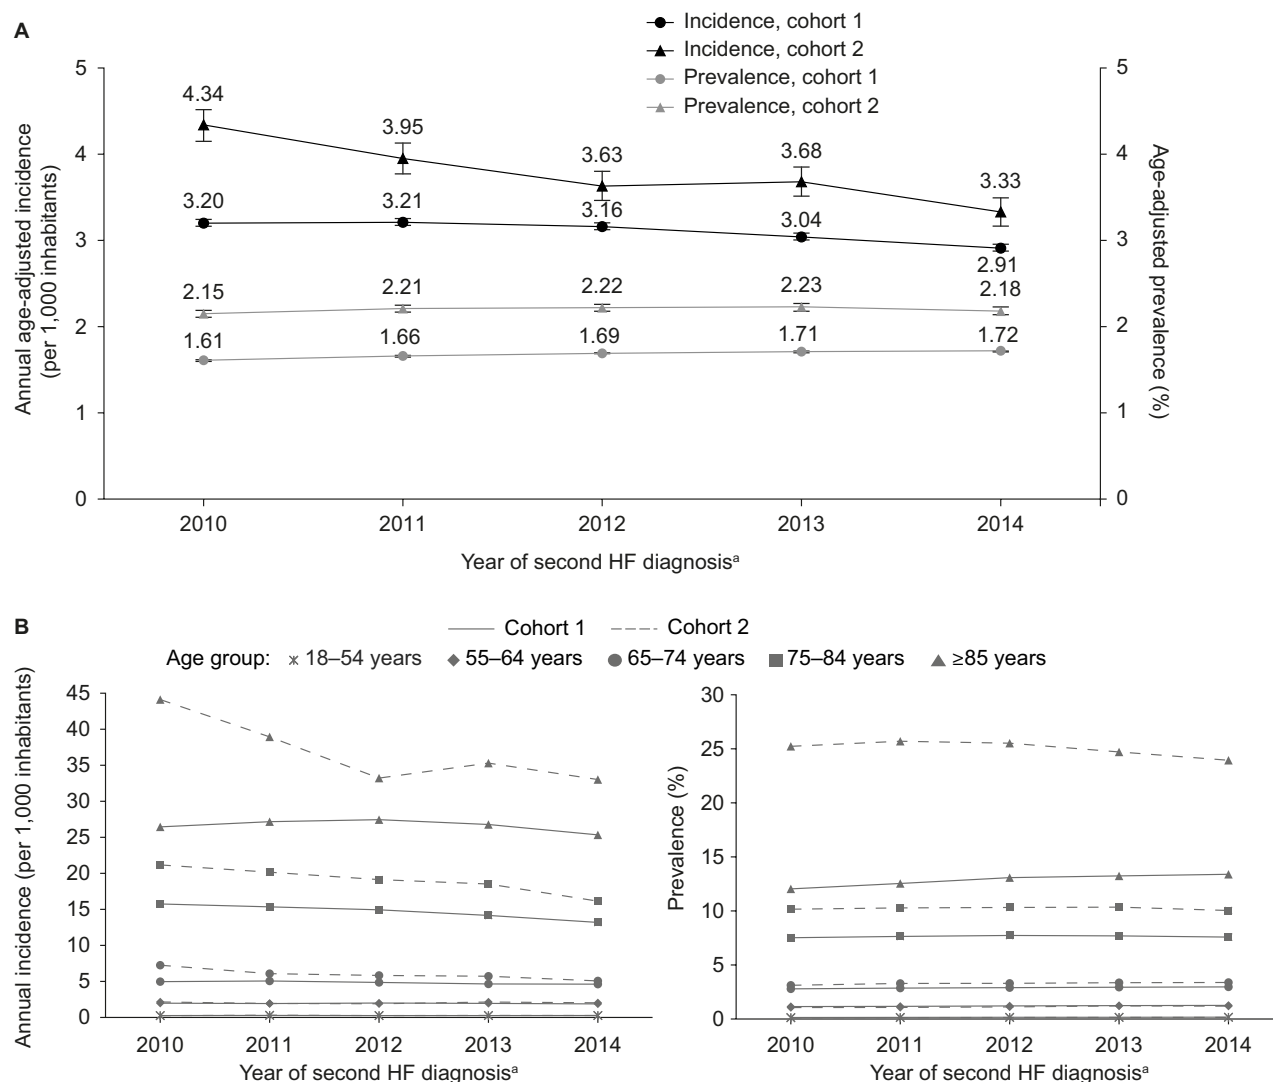 A
Incidence, cohort 1
Incidence, cohort 2
Prevalence, cohort 1
Prevalence, cohort 2
Annual age-adjusted incidence
(per 1,000 inhabitants)
Age-adjusted prevalence (%)
5
4
3
2
1
0
5
4
3
2
1
0
4.34
3.95
3.63
3.68
3.33
3.20
3.21
3.16
3.04
2.91
2.15
2.21
2.22
2.23
2.18
1.61
1.66
1.69
1.71
1.72
2010 2011 2012 2013 2014
Year of second HF diagnosisᵃ
B
Cohort 1 Cohort 2
Age group: 18–54 years 55–64 years 65–74 years 75–84 years ≥85 years
Annual incidence (per 1,000 inhabitants)
45
40
35
30
25
20
15
10
5
0
2010 2011 2012 2013 2014
Year of second HF diagnosisᵃ
Prevalence (%)
30
25
20
15
10
5
0
2010 2011 2012 2013 2014
Year of second HF diagnosisᵃ